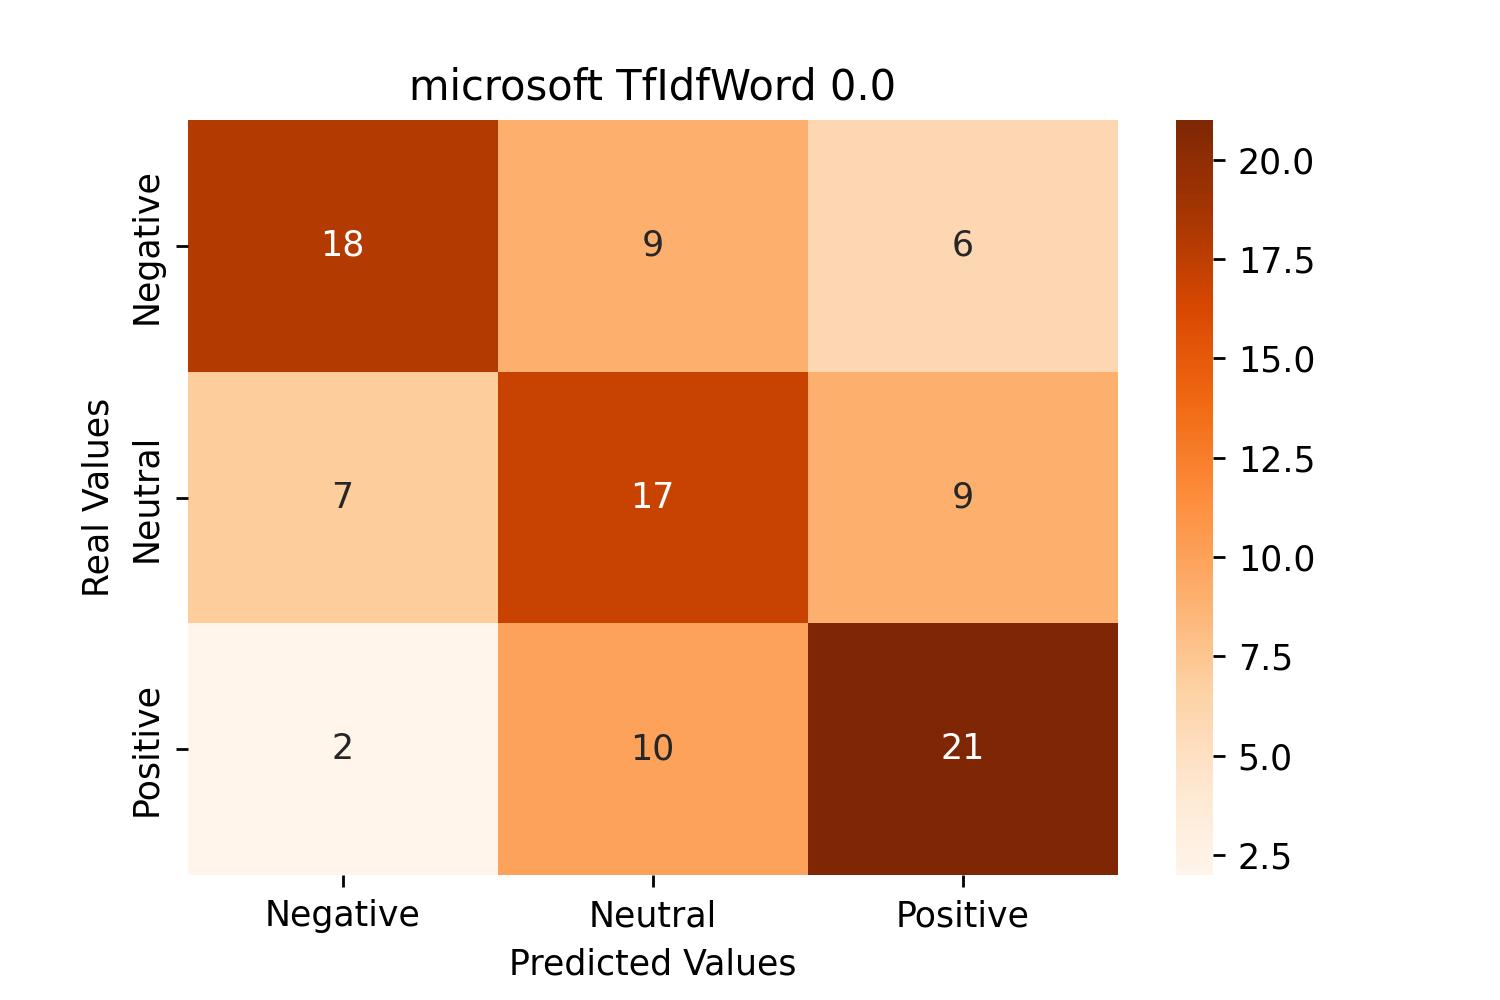 microsoft TfIdfWord 0.0
Real Values
Negative
18 9 6
Neutral
7 17 9
Positive
2 10 21
Negative Neutral Positive
Predicted Values
20.0
17.5
15.0
12.5
10.0
7.5
5.0
2.5